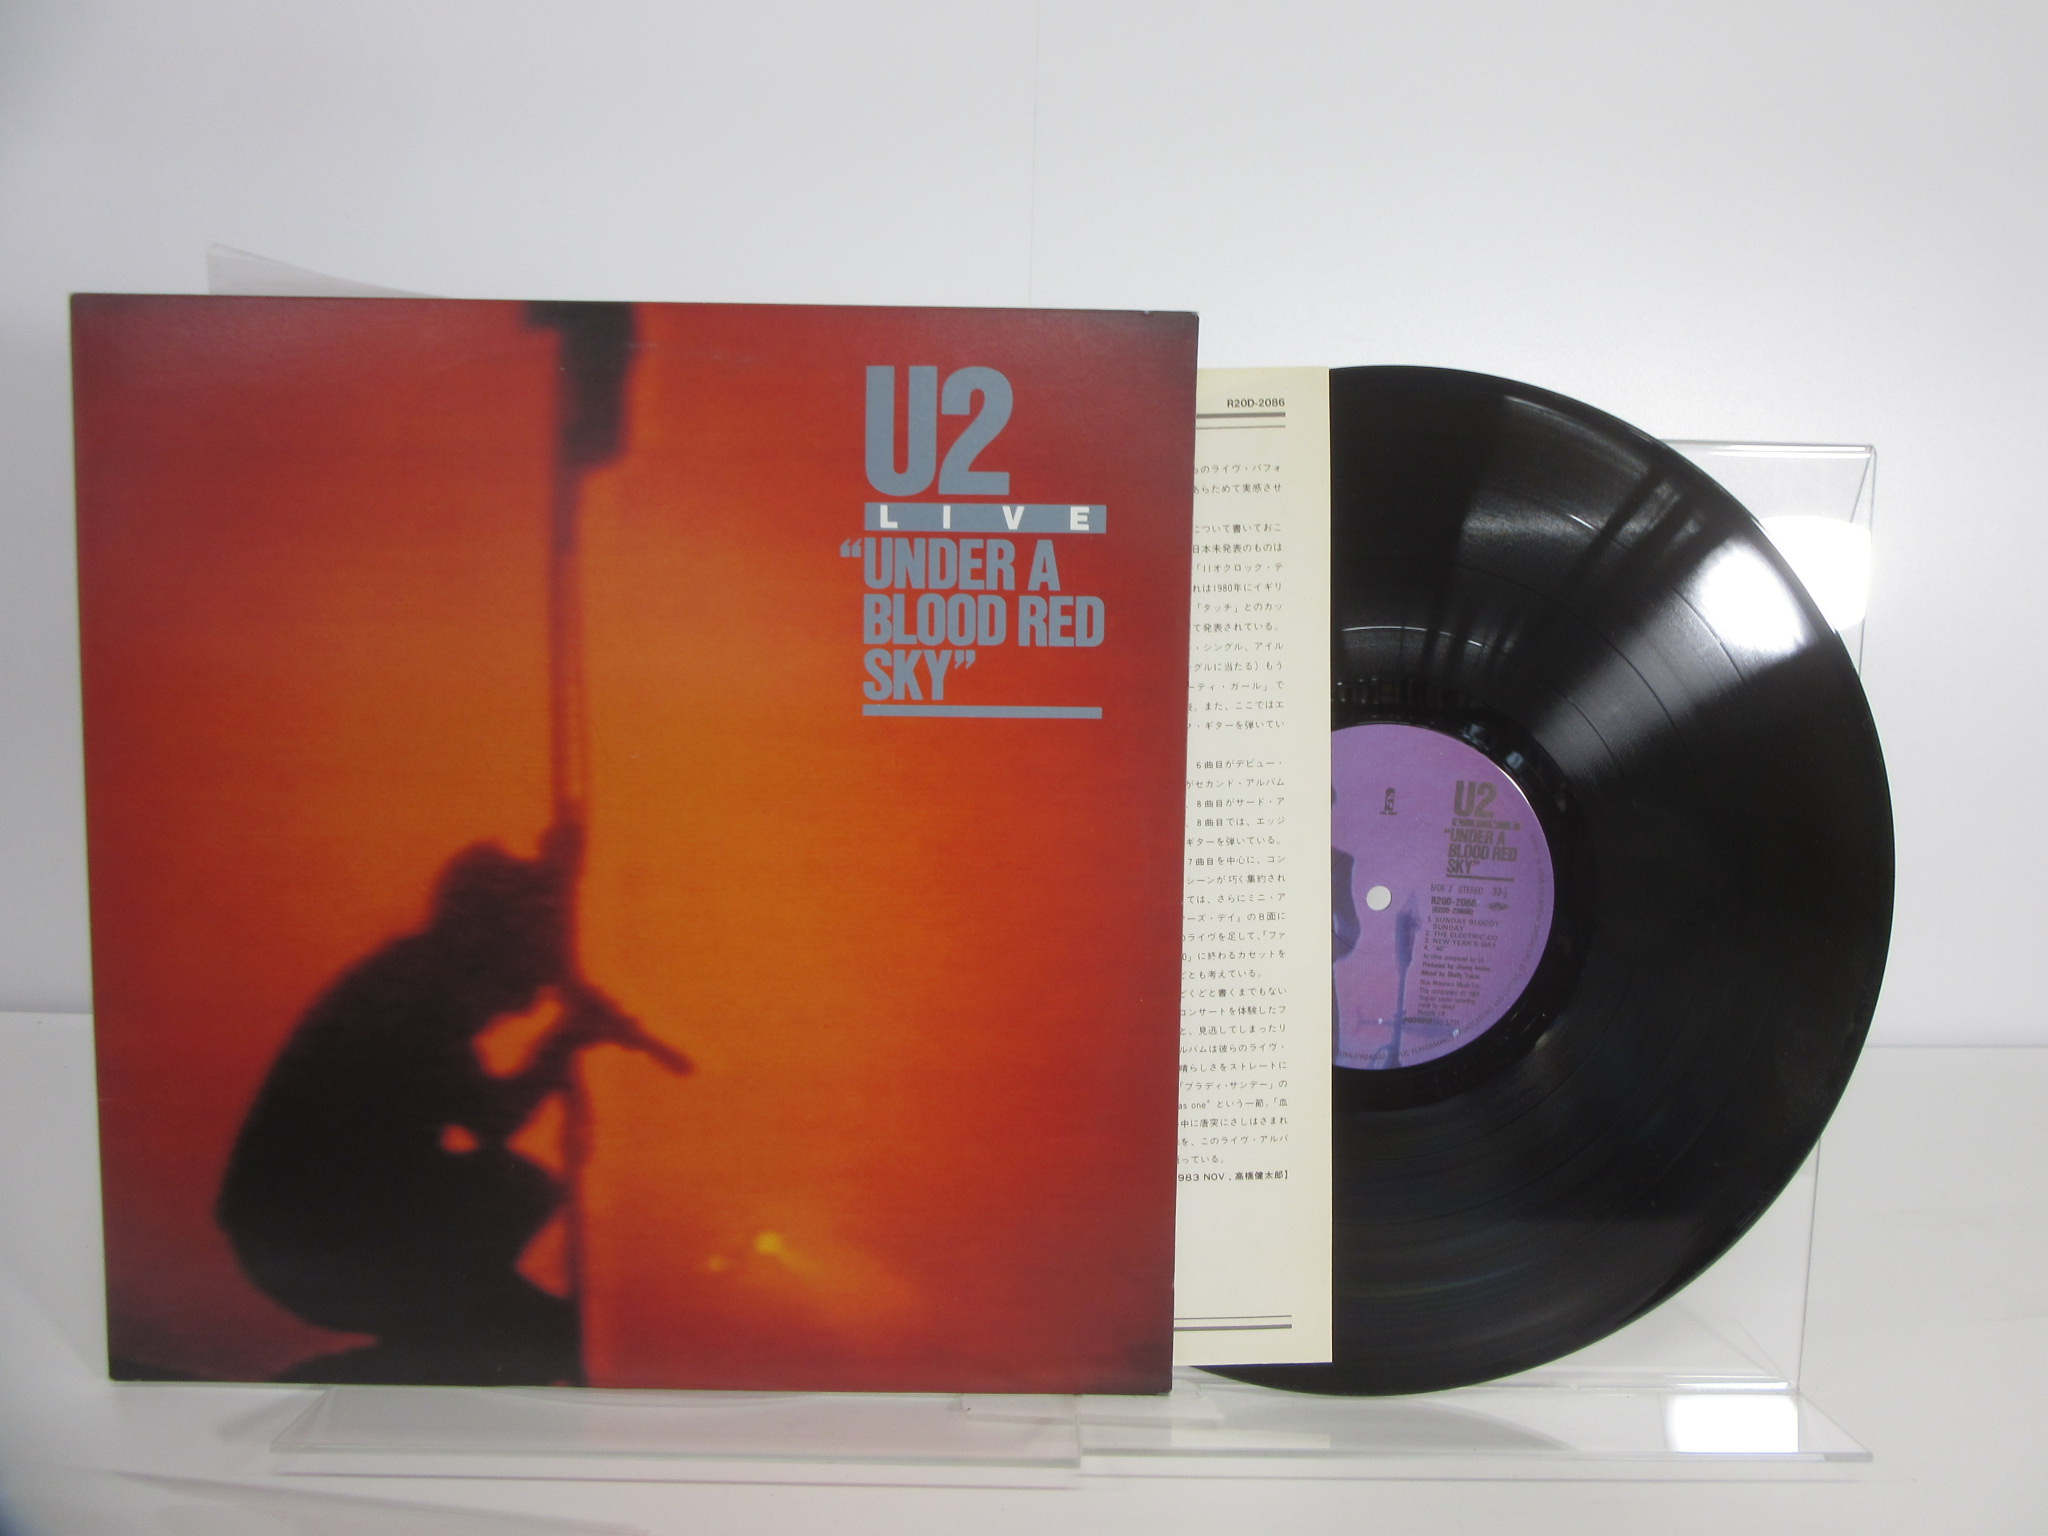 U2
LIVE
“UNDER A
BLOOD RED
SKY”
R20D-2086
らのライヴ・パフォ
あらためて実感させ
について書いておこ
日本未発表のものは
「11オクロック・テ
れは1980年にイギリ
「タッチ」とのカッ
て発表されている。
・シングル、アイル
グルに当たる)もう
ーティ・ガール」で
また、ここではエ
・ギターを弾いてい
6曲目がデビュー・
がセカンド・アルバム
8曲目がサード・ア
8曲目では、エッジ
ギターを弾いている。
7曲目を中心に、コン
シーンが巧く集約され
ては、さらにミニ・ア
ナーズ・デイ」のB面に
のライヴを足して、「ファ
0」に終わるカセットを
どとも考えている。
どくどと書くまでもない
コンサートを体験したフ
と、見逃してしまったり
ルバムは彼らのライヴ・
晴らしさをストレートに
「ブラディ・サンデー」の
as one" という一節。「血
中に唐突にさしはさまれ
を、このライヴ・アルバ
っている。
983 NOV, 高橋健太郎]
U2
“UNDER A
BLOOD RED
SKY”
SIDE 2 STEREO 33⅓
R20D-2086
1. SUNDAY BLOODY
SUNDAY
2. THE ELECTRIC CO
3. NEW YEAR'S DAY
4. "40"